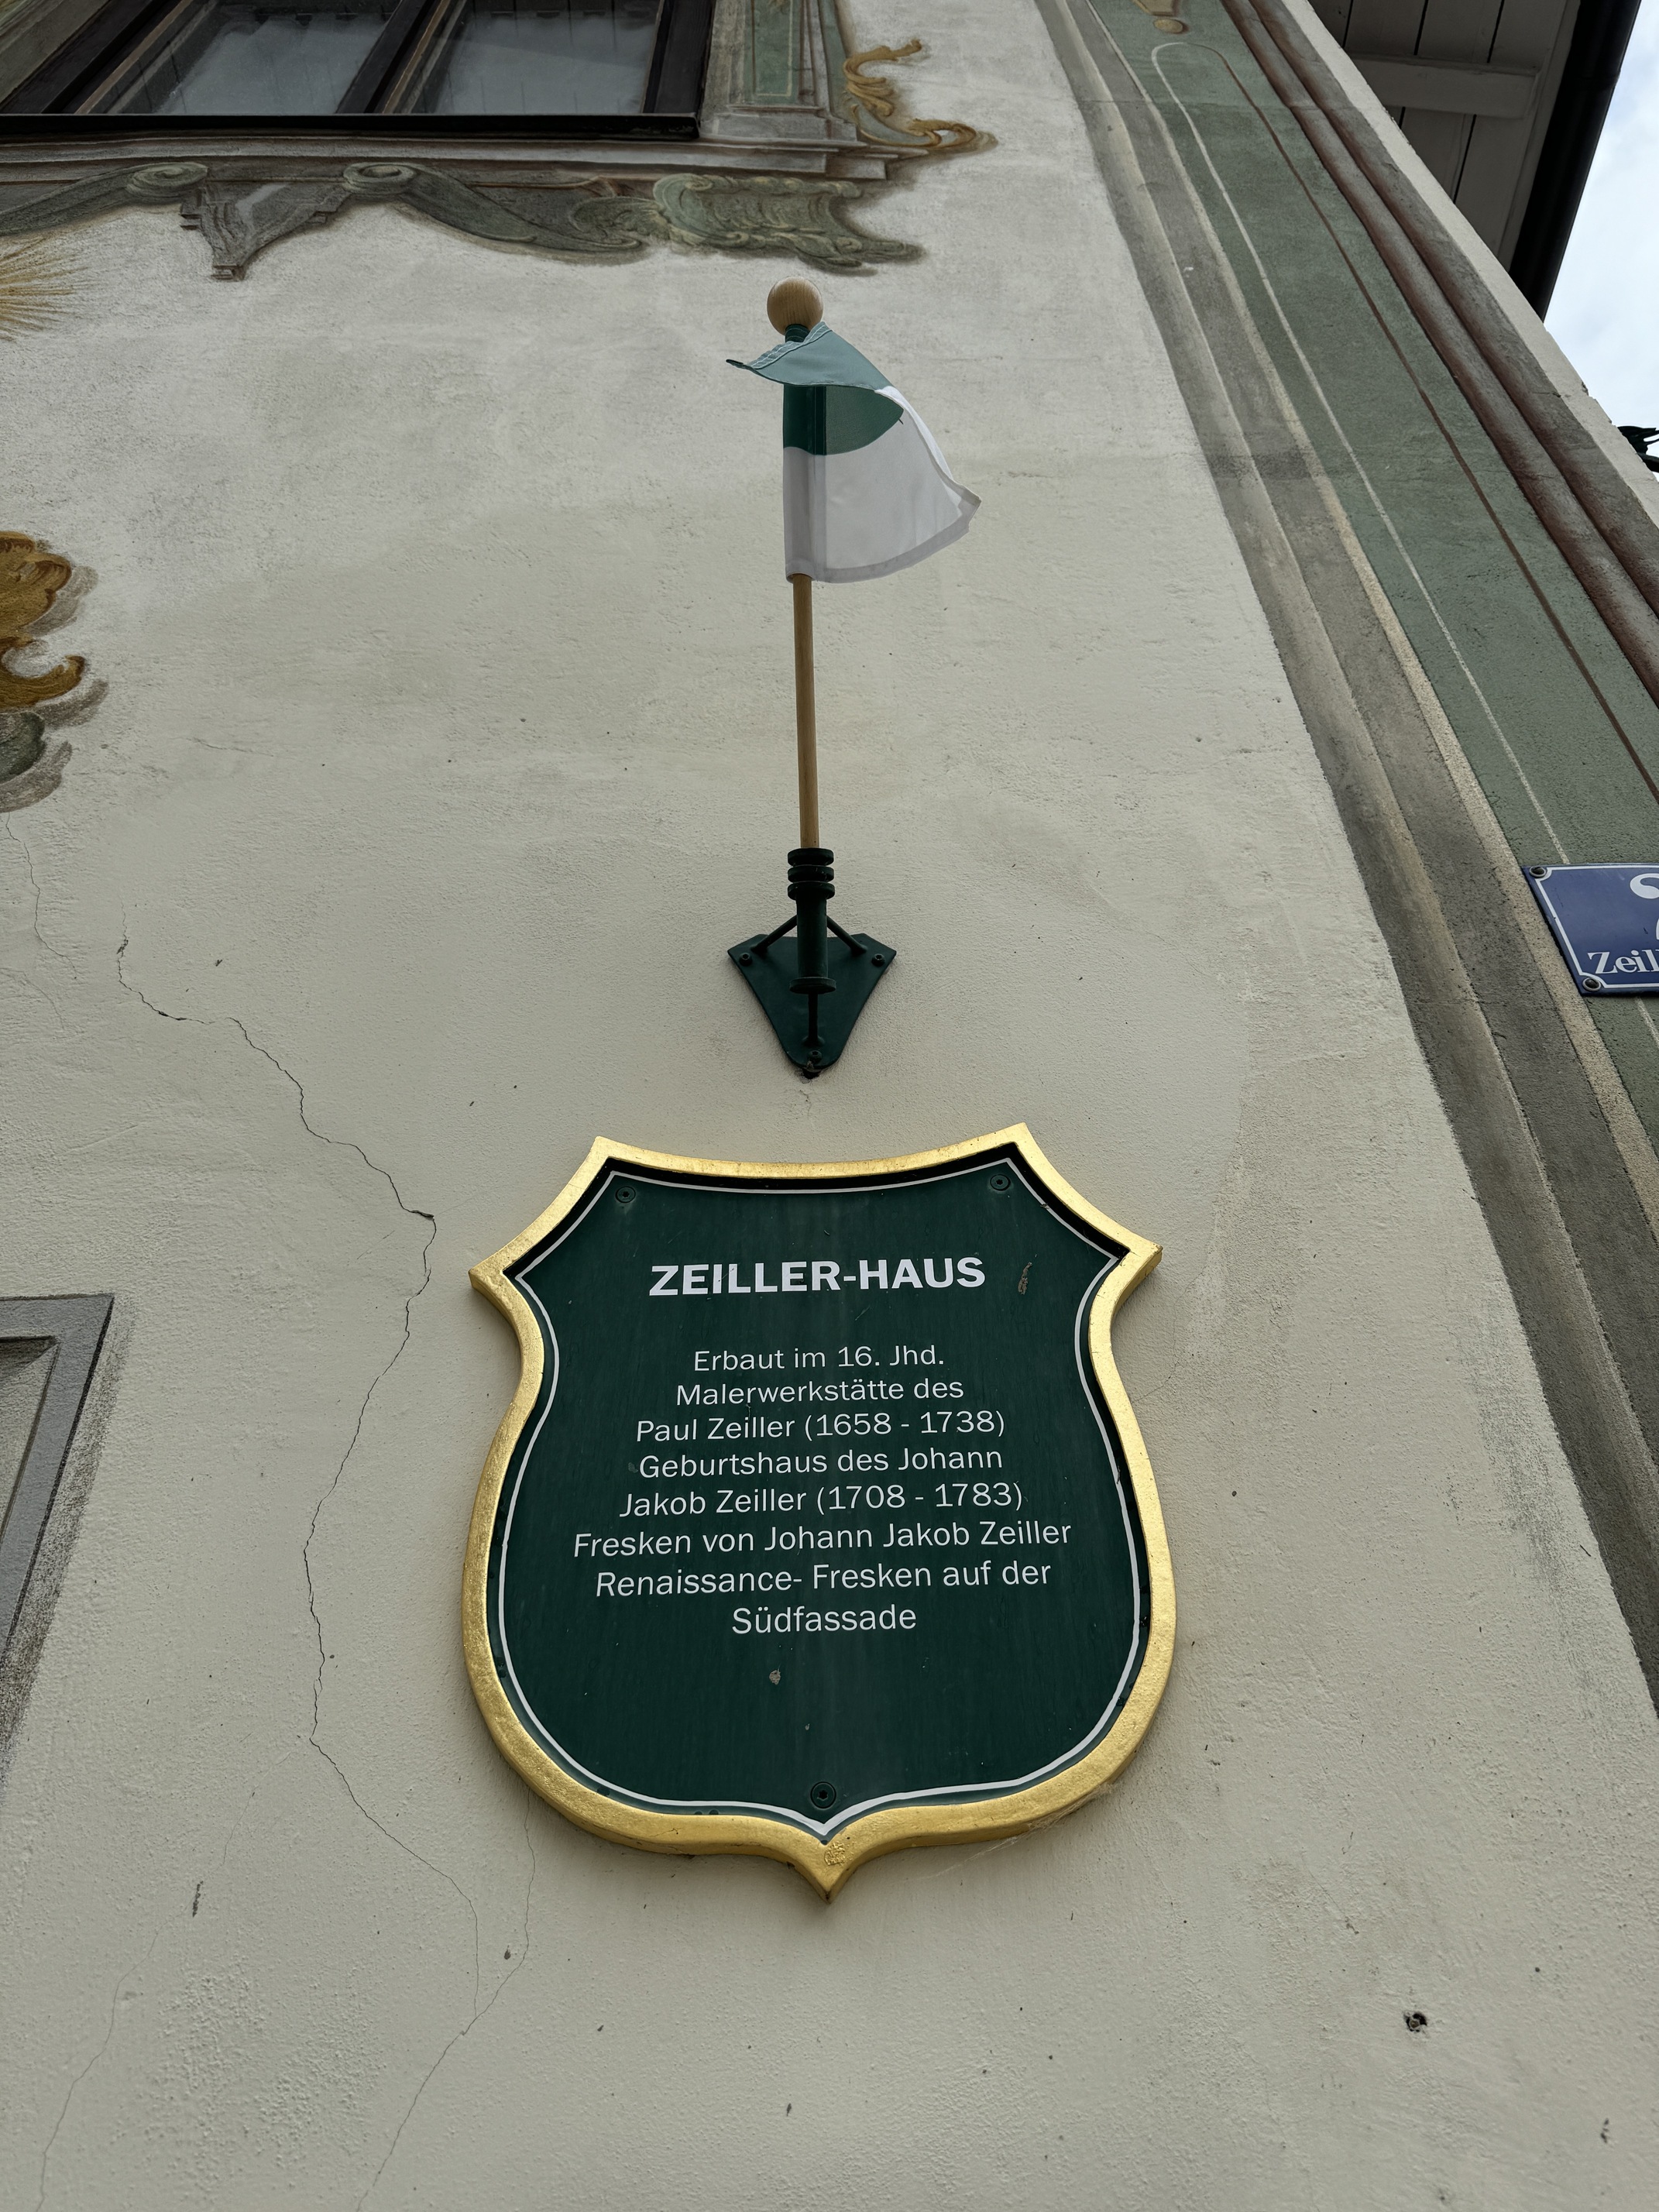 ZEILLER-HAUS
Erbaut im 16. Jhd.
Malerwerkstätte des
Paul Zeiller (1658 - 1738)
Geburtshaus des Johann
Jakob Zeiller (1708 - 1783)
Fresken von Johann Jakob Zeiller
Renaissance- Fresken auf der
Südfassade